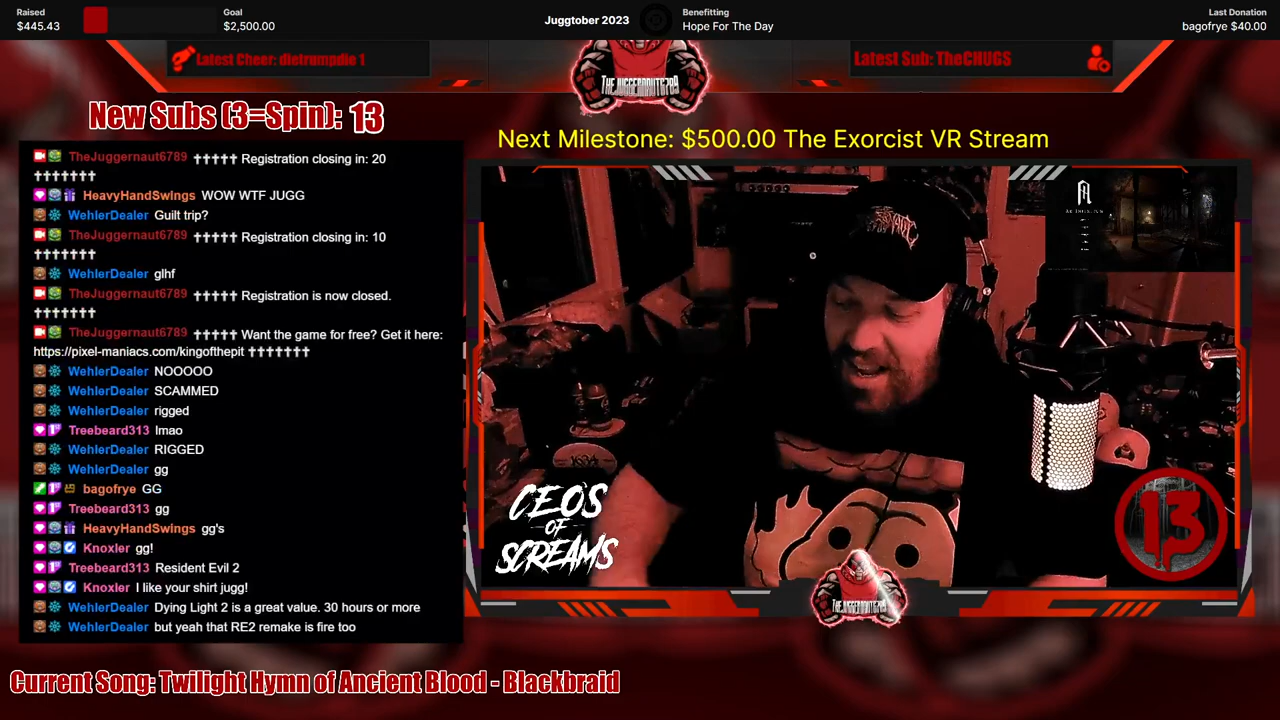 Raised
$445.43
Goal
$2,500.00
Juggtober 2023
Benefitting
Hope For The Day
Last Donation
bagofrye $40.00
Latest Cheer: dietrumpdie 1
THEJUGGERNAUT6789
Latest Sub: TheCHUGS
New Subs (3=Spin): 13
Next Milestone: $500.00 The Exorcist VR Stream
TheJuggernaut6789 ††††† Registration closing in: 20
†††††††
HeavyHandSwings WOW WTF JUGG
WehlerDealer Guilt trip?
TheJuggernaut6789 ††††† Registration closing in: 10
†††††††
WehlerDealer glhf
TheJuggernaut6789 ††††† Registration is now closed.
†††††††
TheJuggernaut6789 ††††† Want the game for free? Get it here:
https://pixel-maniacs.com/kingofthepit †††††††
WehlerDealer NOOOOO
WehlerDealer SCAMMED
WehlerDealer rigged
Treebeard313 lmao
WehlerDealer RIGGED
WehlerDealer gg
bagofrye GG
Treebeard313 gg
HeavyHandSwings gg's
Knoxler gg!
Treebeard313 Resident Evil 2
Knoxler I like your shirt jugg!
WehlerDealer Dying Light 2 is a great value. 30 hours or more
WehlerDealer but yeah that RE2 remake is fire too
CEO'S
OF
SCREAMS
13
THEJUGGERNAUT6789
Current Song: Twilight Hymn of Ancient Blood - Blackbraid